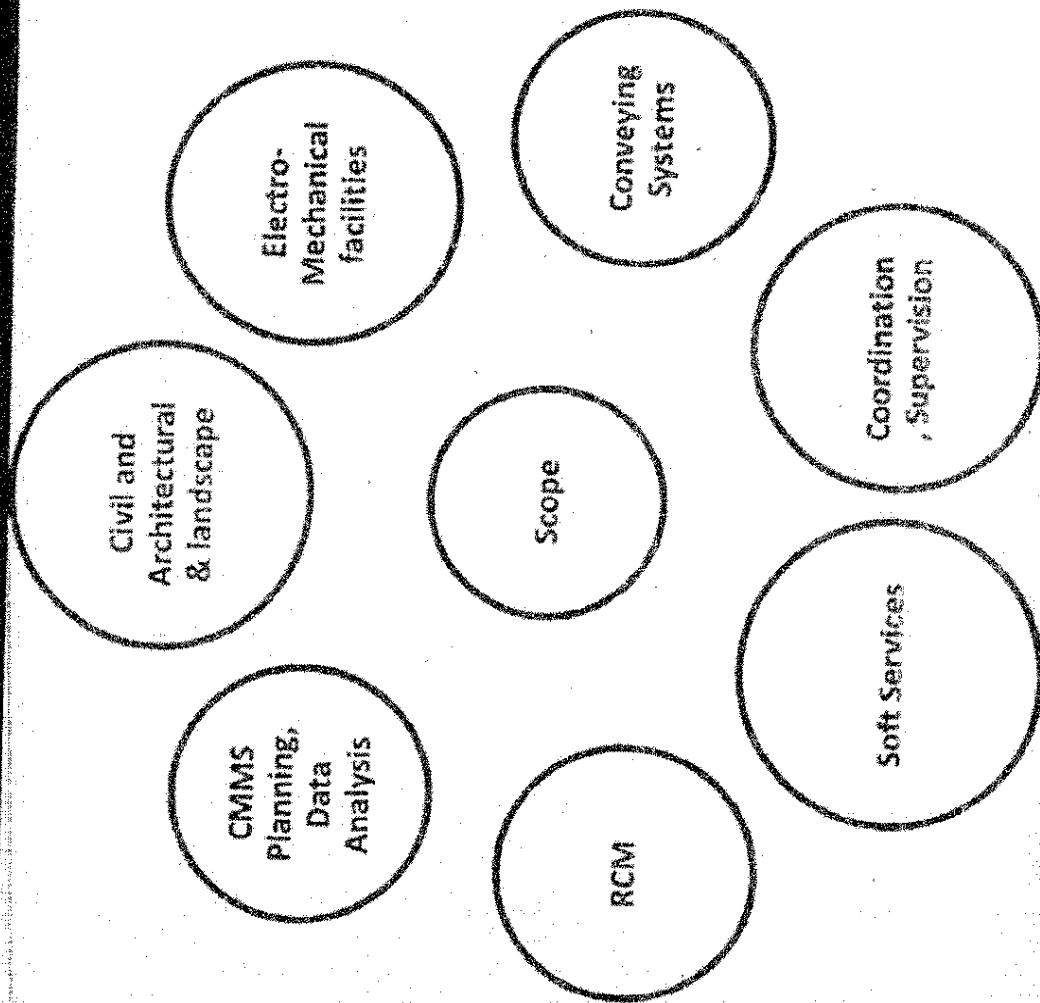 Civil and
Architectural
& landscape
Electro-
Mechanical
facilities
Conveying
Systems
Coordination
, Supervision
Soft Services
RCM
CMMS
Planning,
Data
Analysis
Scope